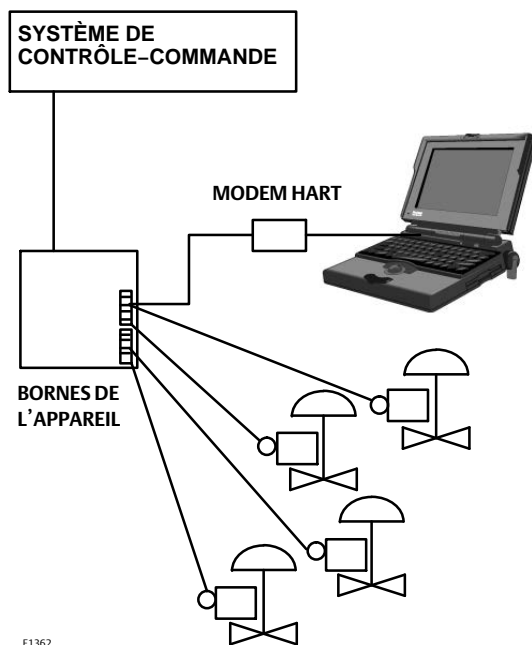 SYSTÈME DE
CONTRÔLE–COMMANDE
MODEM HART
BORNES DE
L'APPAREIL
E1362